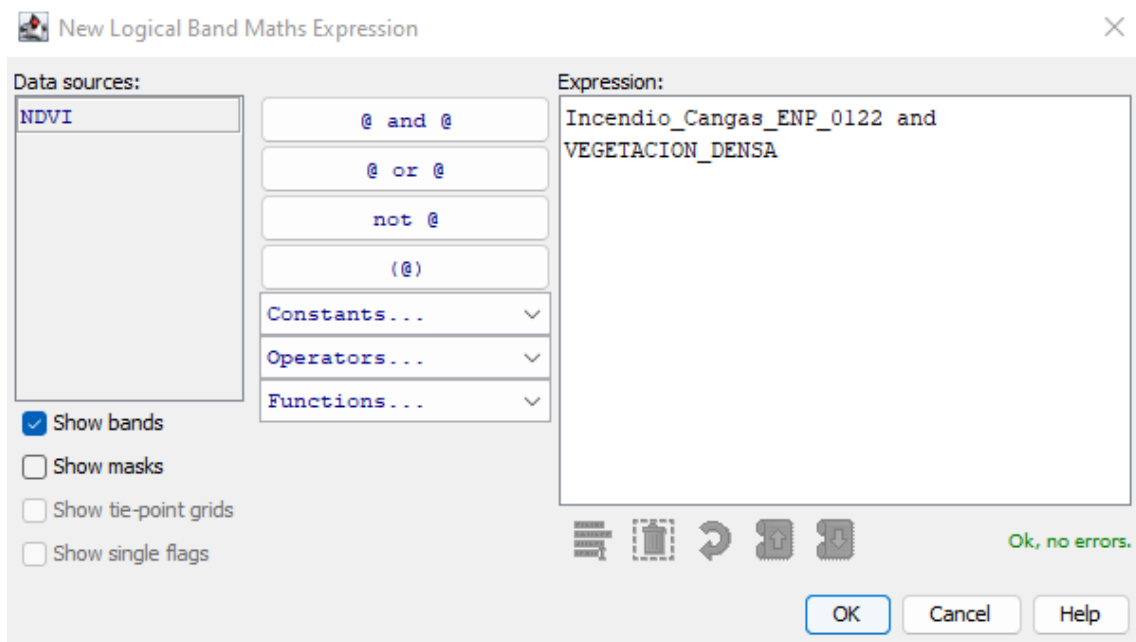 New Logical Band Maths Expression
Data sources:
NDVI
Show bands
Show masks
Show tie-point grids
Show single flags
@ and @
@ or @
not @
(@)
Constants...
Operators...
Functions...
Expression:
Incendio_Cangas_ENP_0122 and
VEGETACION_DENSA
Ok, no errors.
OK
Cancel
Help